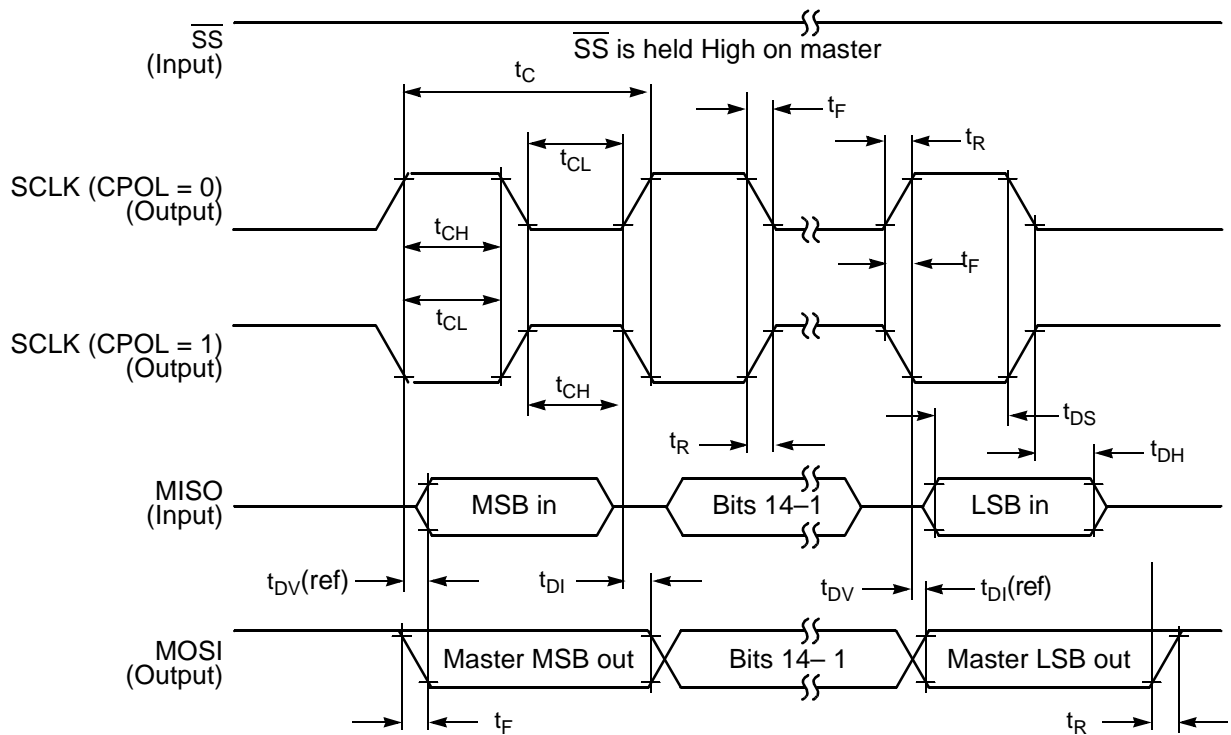 SS
(Input)
SS is held High on master
tC
tF
tR
tCL
SCLK (CPOL = 0)
(Output)
tCH
tF
tCL
SCLK (CPOL = 1)
(Output)
tCH
tDS
tR
tDH
MISO
(Input)
MSB in
Bits 14–1
LSB in
tDV(ref)
tDI
tDV
tDI(ref)
MOSI
(Output)
Master MSB out
Bits 14– 1
Master LSB out
tF
tR